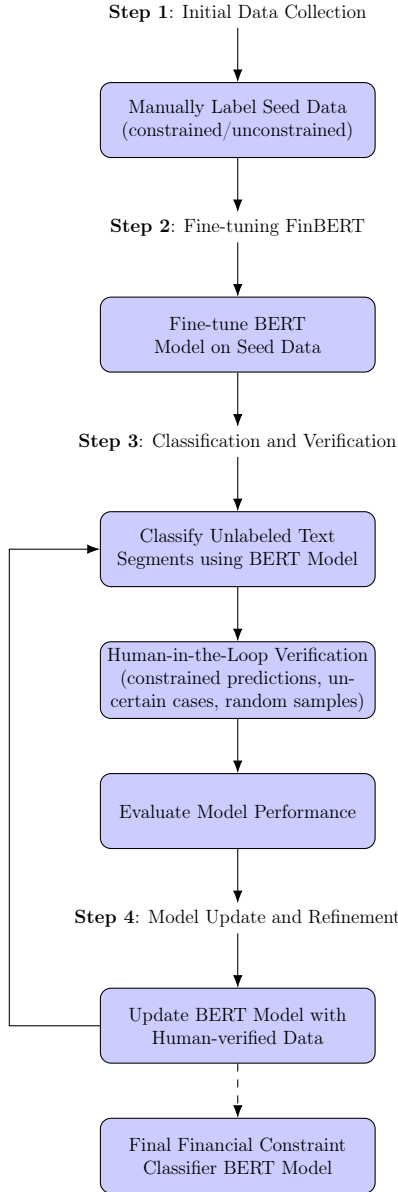 Step 1: Initial Data Collection
Manually Label Seed Data
(constrained/unconstrained)
Step 2: Fine-tuning FinBERT
Fine-tune BERT
Model on Seed Data
Step 3: Classification and Verification
Classify Unlabeled Text
Segments using BERT Model
Human-in-the-Loop Verification
(constrained predictions, un-
certain cases, random samples)
Evaluate Model Performance
Step 4: Model Update and Refinement
Update BERT Model with
Human-verified Data
Final Financial Constraint
Classifier BERT Model